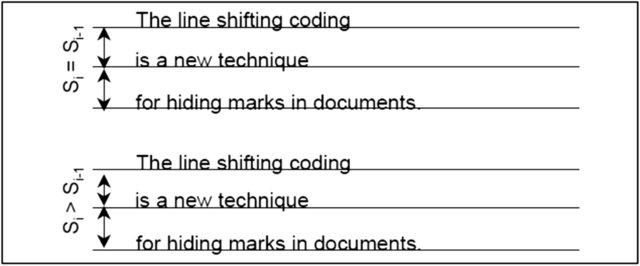 The line shifting coding
Sᵢ = Sᵢ₋₁
is a new technique
for hiding marks in documents.
The line shifting coding
Sᵢ > Sᵢ₋₁
is a new technique
for hiding marks in documents.